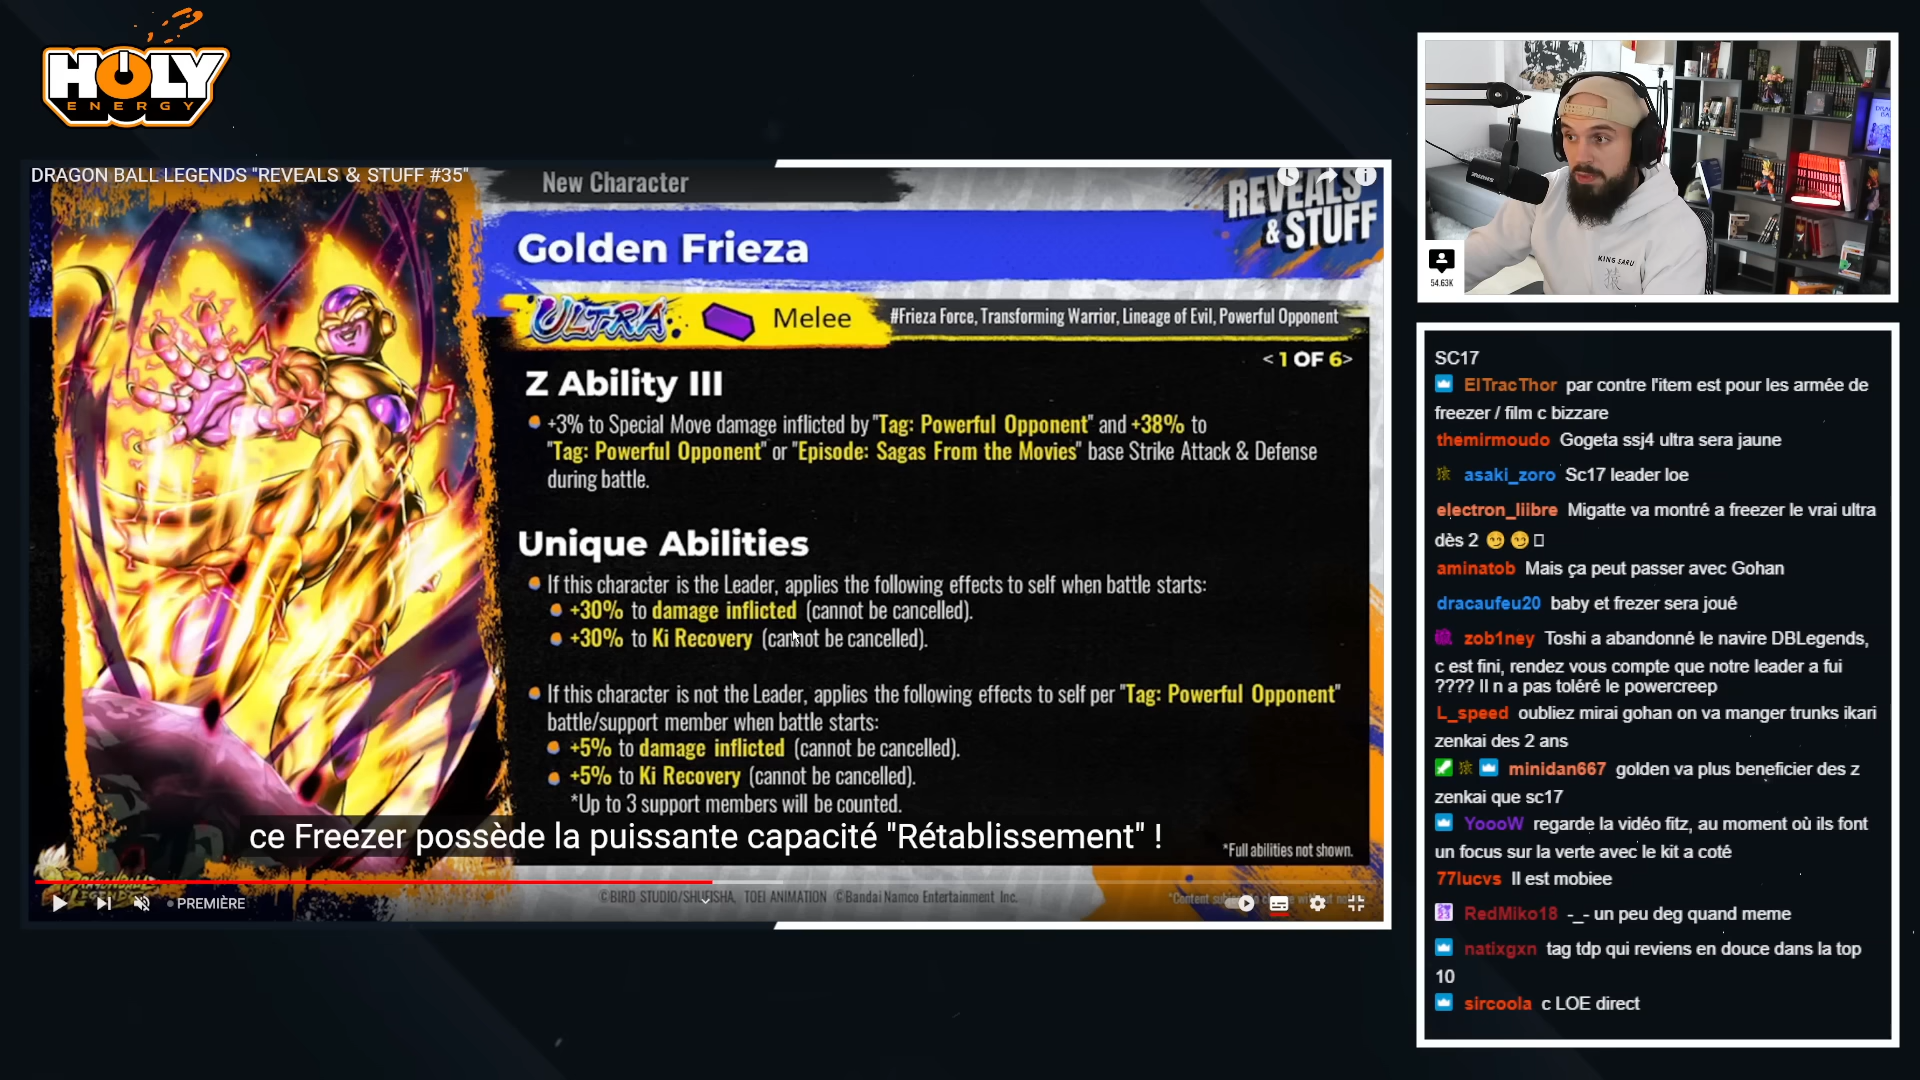 HOLY
ENERGY
DRAGON BALL LEGENDS "REVEALS & STUFF #35"
New Character
REVEALS
& STUFF
Golden Frieza
ULTRA
Melee
#Frieza Force, Transforming Warrior, Lineage of Evil, Powerful Opponent
< 1 OF 6>
Z Ability III
+3% to Special Move damage inflicted by "Tag: Powerful Opponent" and +38% to
"Tag: Powerful Opponent" or "Episode: Sagas From the Movies" base Strike Attack & Defense
during battle.
Unique Abilities
If this character is the Leader, applies the following effects to self when battle starts:
+30% to damage inflicted (cannot be cancelled).
+30% to Ki Recovery (cannot be cancelled).
If this character is not the Leader, applies the following effects to self per "Tag: Powerful Opponent"
battle/support member when battle starts:
+5% to damage inflicted (cannot be cancelled).
+5% to Ki Recovery (cannot be cancelled).
*Up to 3 support members will be counted.
ce Freezer possède la puissante capacité "Rétablissement" !
*Full abilities not shown.
©BIRD STUDIO/SHUEISHA, TOEI ANIMATION ©Bandai Namco Entertainment Inc.
PREMIÈRE
KING SARU
54.63K
SC17
ElTracThor par contre l'item est pour les armée de
freezer / film c bizzare
themirmoudo Gogeta ssj4 ultra sera jaune
asaki_zoro Sc17 leader loe
electron_liibre Migatte va montré a freezer le vrai ultra
dès 2
aminatob Mais ça peut passer avec Gohan
dracaufeu20 baby et frezer sera joué
zob1ney Toshi a abandonné le navire DBLegends,
c est fini, rendez vous compte que notre leader a fui
???? Il n a pas toléré le powercreep
L_speed oubliez mirai gohan on va manger trunks ikari
zenkai des 2 ans
minidan667 golden va plus beneficier des z
zenkai que sc17
YoooW regarde la vidéo fitz, au moment où ils font
un focus sur la verte avec le kit a coté
77lucvs Il est mobiee
RedMiko18 -_- un peu deg quand meme
natixgxn tag tdp qui reviens en douce dans la top
10
sircoola c LOE direct